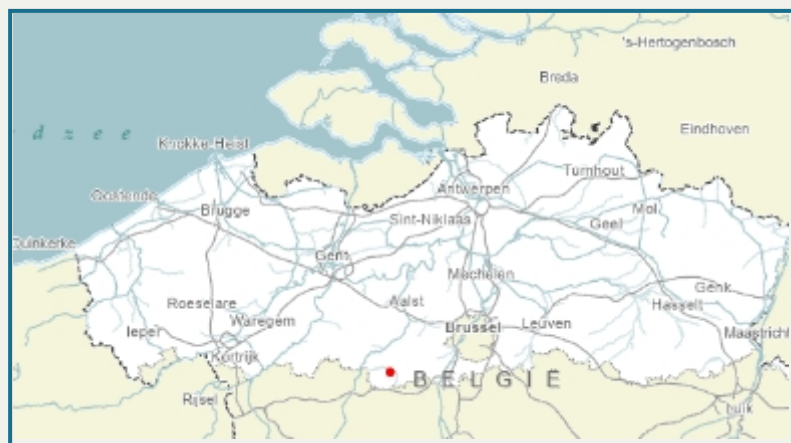 's-Hertogenbosch
Breda
d z e e
Eindhoven
Knokke-Heist
Turnhout
Oostende
Antwerpen
Mol
Brugge
Sint-Niklaas
Geel
Duinkerke
Gent
Mechelen
Genk
Roeselare
Aalst
Hasselt
Waregem
Ieper
Brussel
Leuven
Maastricht
Kortrijk
BELGIË
Rijsel
Luik